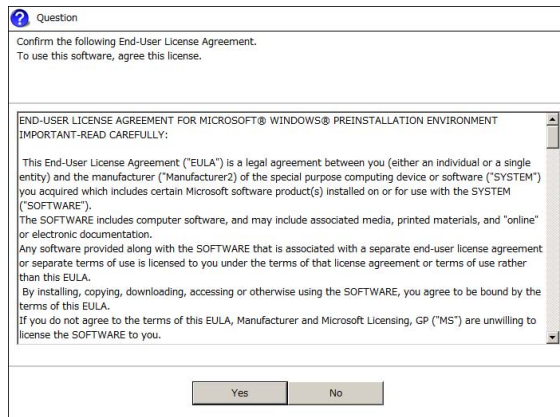 Question
Confirm the following End-User License Agreement.
To use this software, agree this license.
END-USER LICENSE AGREEMENT FOR MICROSOFT® WINDOWS® PREINSTALLATION ENVIRONMENT
IMPORTANT-READ CAREFULLY:
This End-User License Agreement ("EULA") is a legal agreement between you (either an individual or a single
entity) and the manufacturer ("Manufacturer2) of the special purpose computing device or software ("SYSTEM")
you acquired which includes certain Microsoft software product(s) installed on or for use with the SYSTEM
("SOFTWARE").
The SOFTWARE includes computer software, and may include associated media, printed materials, and "online"
or electronic documentation.
Any software provided along with the SOFTWARE that is associated with a separate end-user license agreement
or separate terms of use is licensed to you under the terms of that license agreement or terms of use rather
than this EULA.
By installing, copying, downloading, accessing or otherwise using the SOFTWARE, you agree to be bound by the
terms of this EULA.
If you do not agree to the terms of this EULA, Manufacturer and Microsoft Licensing, GP ("MS") are unwilling to
license the SOFTWARE to you.
Yes No